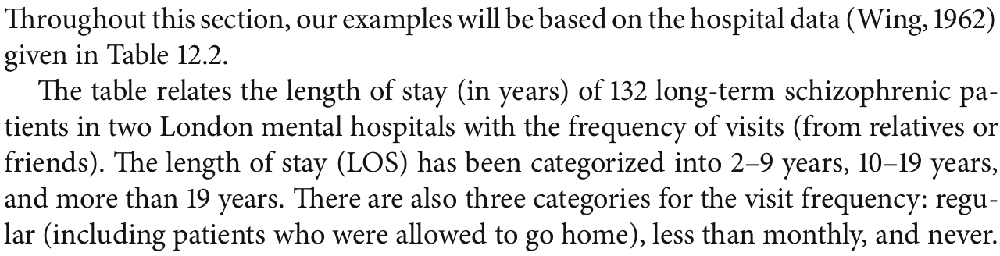 Throughout this section, our examples will be based on the hospital data (Wing, 1962)
given in Table 12.2.
The table relates the length of stay (in years) of 132 long-term schizophrenic pa-
tients in two London mental hospitals with the frequency of visits (from relatives or
friends). The length of stay (LOS) has been categorized into 2–9 years, 10–19 years,
and more than 19 years. There are also three categories for the visit frequency: regu-
lar (including patients who were allowed to go home), less than monthly, and never.